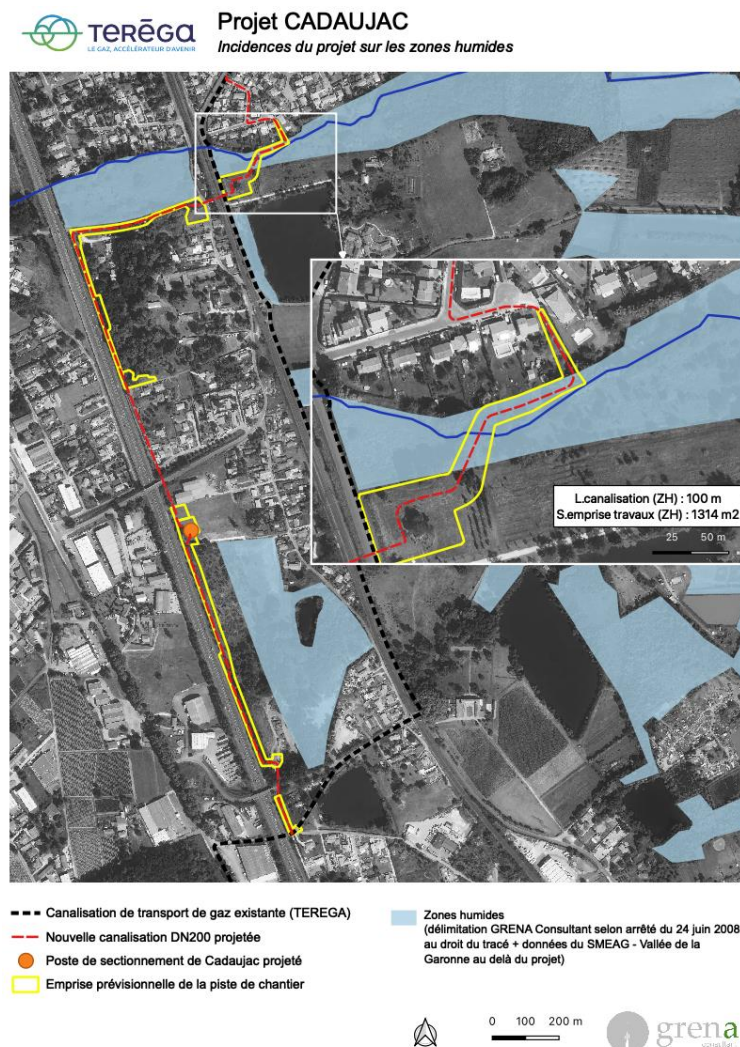 TERĒGA
LE GAZ, ACCÉLÉRATEUR D'AVENIR
Projet CADAUJAC
Incidences du projet sur les zones humides
L.canalisation (ZH) : 100 m
S.emprise travaux (ZH) : 1314 m2
25 50 m
Canalisation de transport de gaz existante (TEREGA)
Nouvelle canalisation DN200 projetée
Poste de sectionnement de Cadaujac projeté
Emprise prévisionnelle de la piste de chantier
Zones humides
(délimitation GRENA Consultant selon arrêté du 24 juin 2008
au droit du tracé + données du SMEAG - Vallée de la
Garonne au delà du projet)
0 100 200 m
grena
consultant